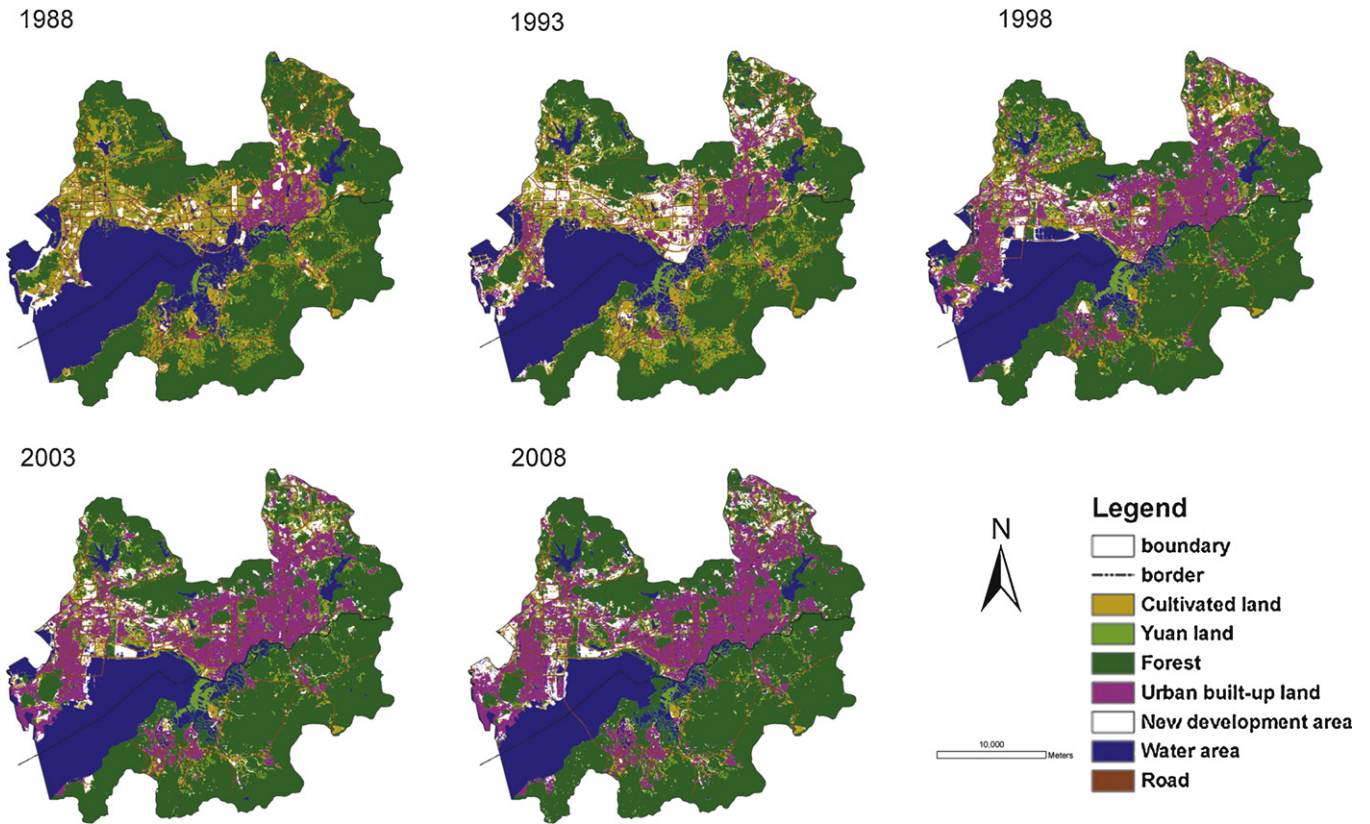 1988
1993
1998
2003
2008
N
10,000
Meters
Legend
boundary
border
Cultivated land
Yuan land
Forest
Urban built-up land
New development area
Water area
Road